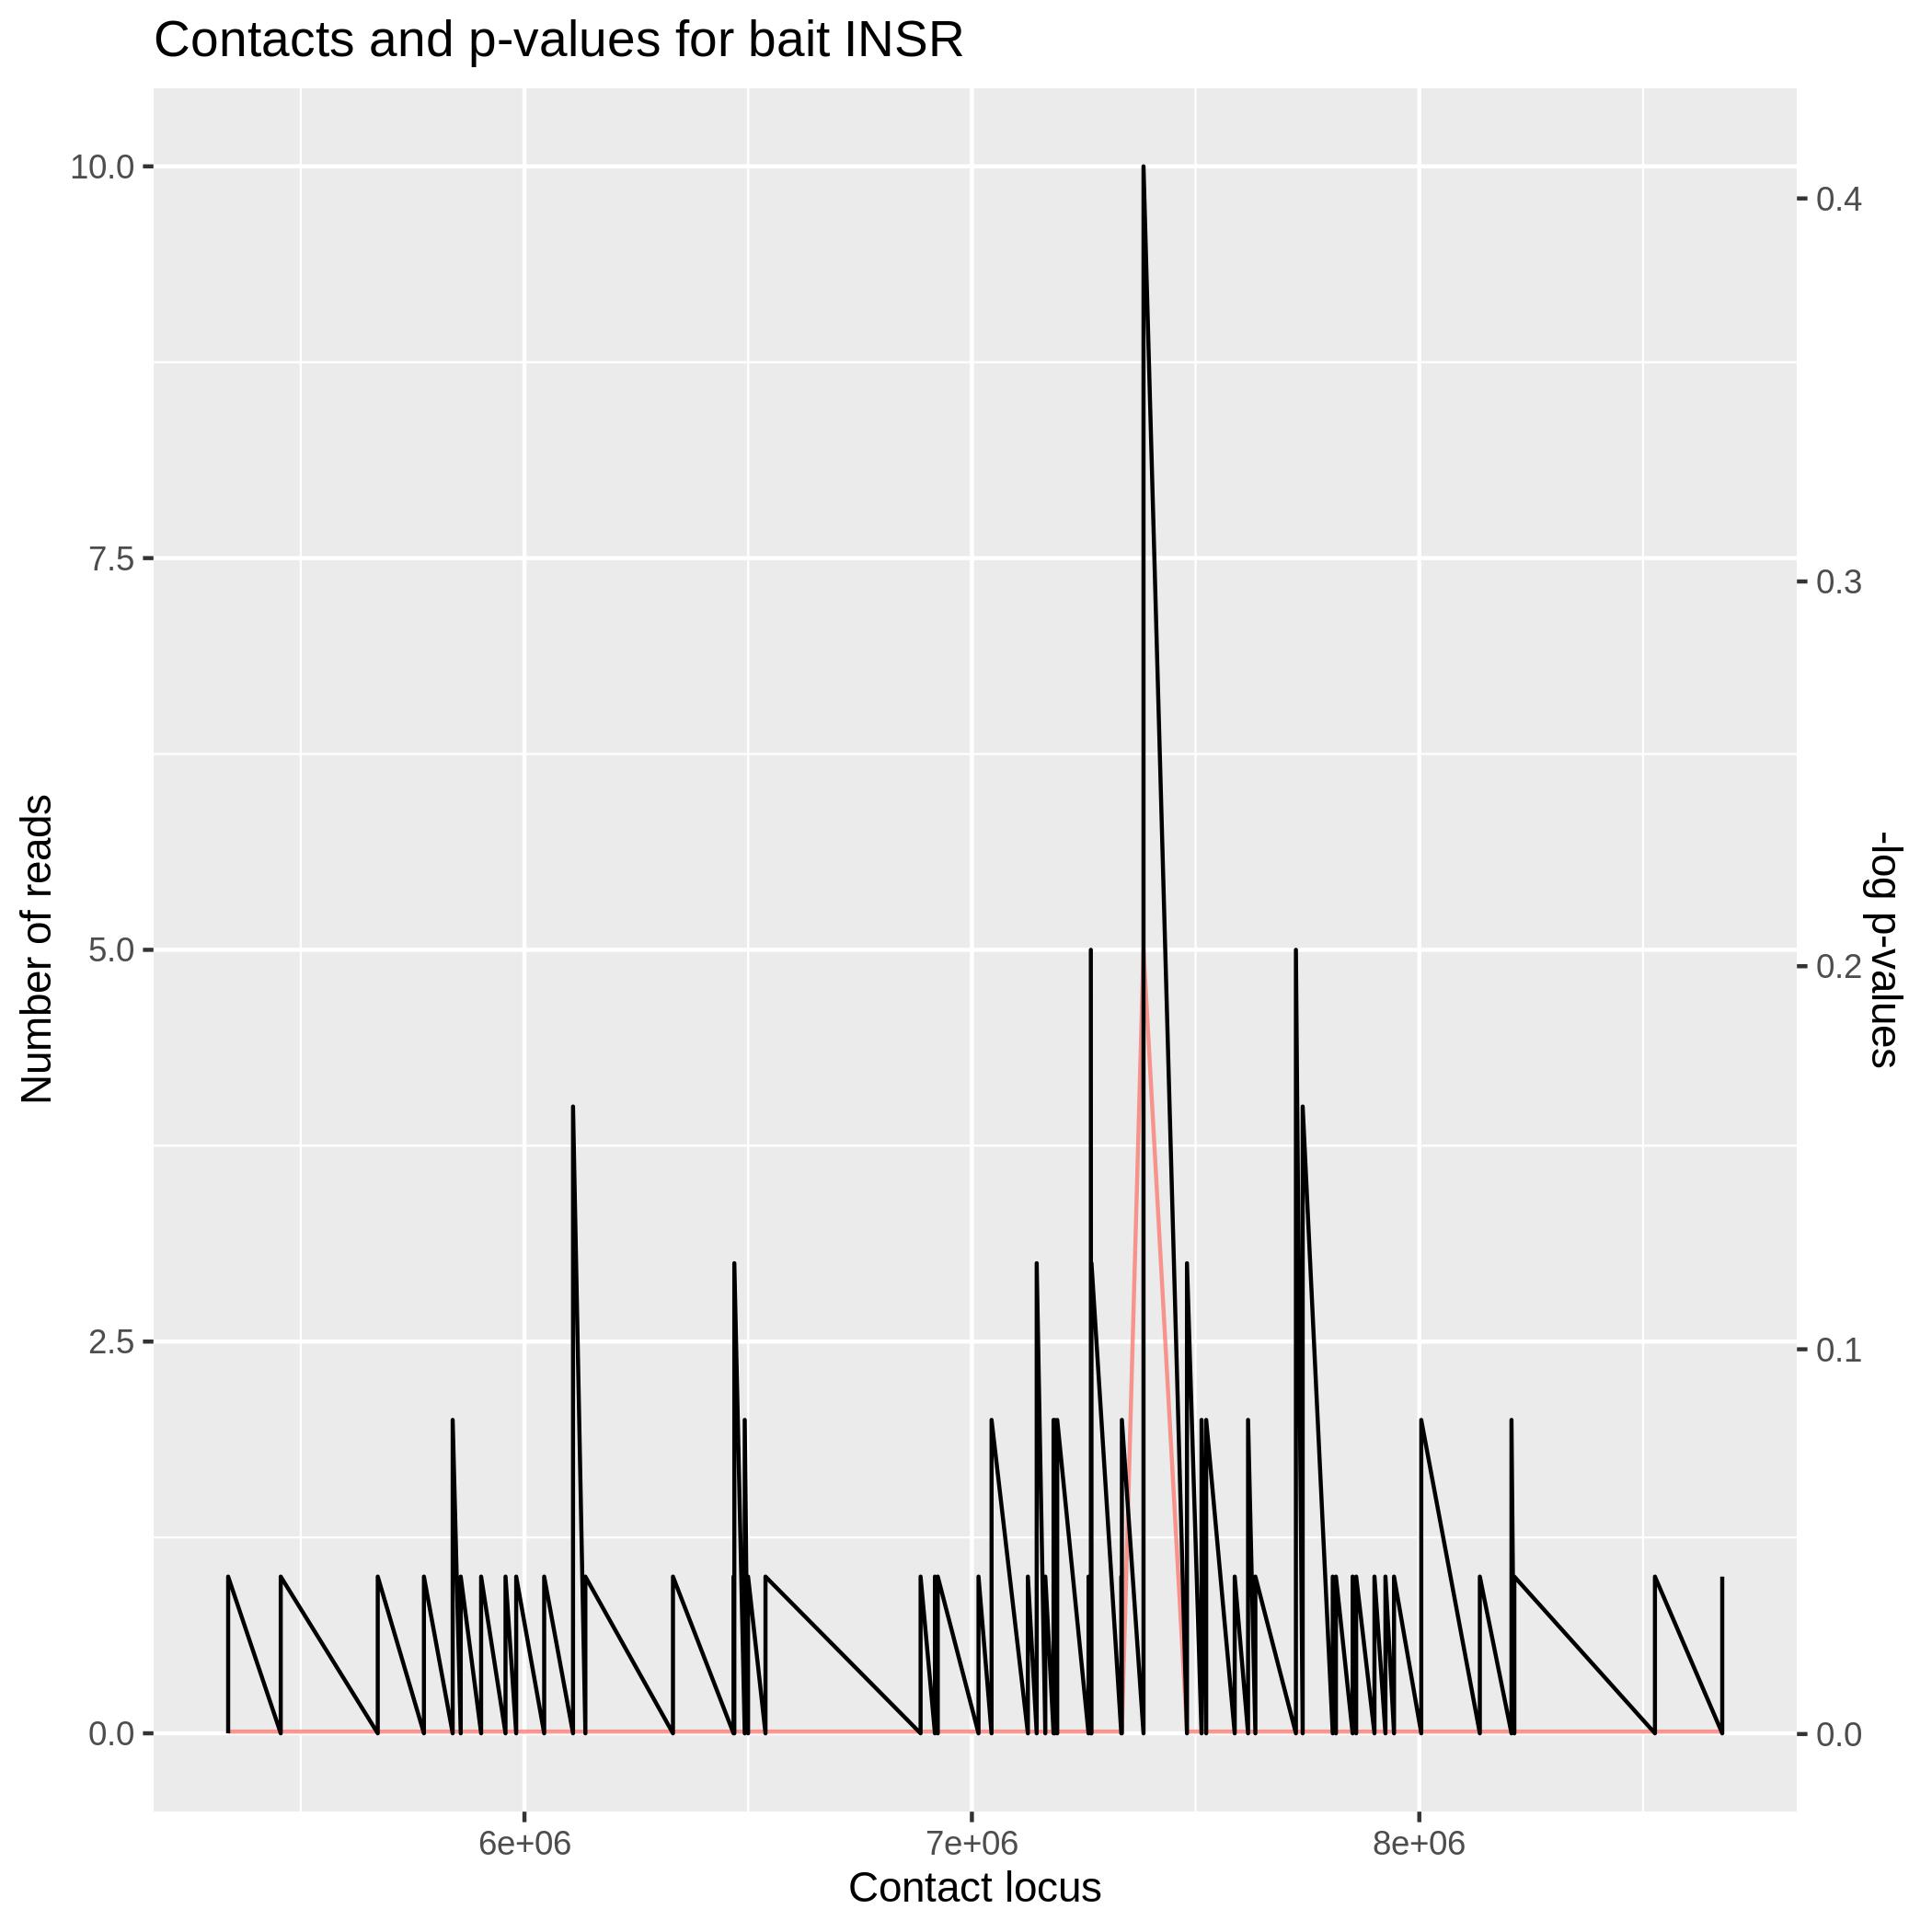 Contacts and p-values for bait INSR
10.0
7.5
5.0
2.5
0.0
Number of reads
0.4
0.3
0.2
0.1
0.0
-log p-values
6e+06 7e+06 8e+06
Contact locus